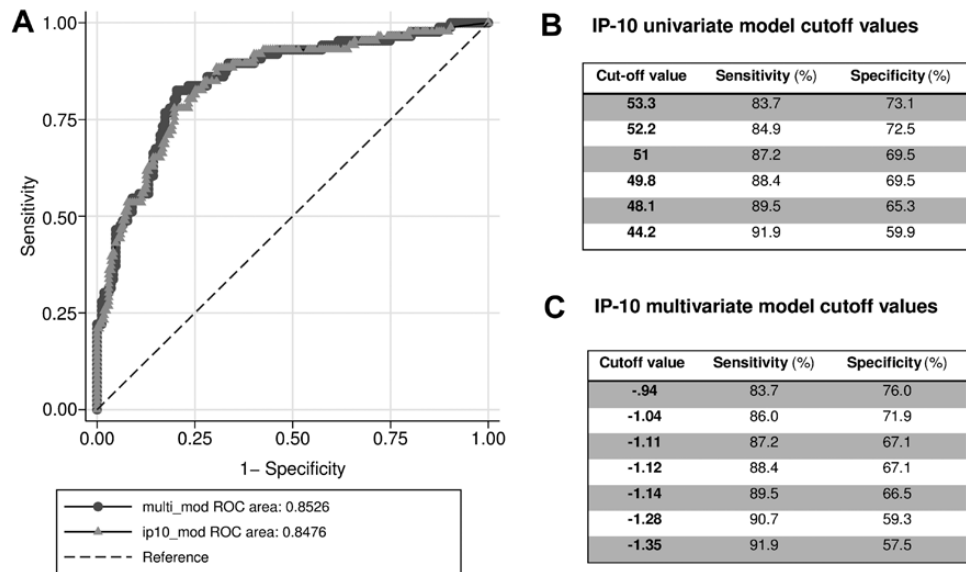 A
1.00
0.75
0.50
0.25
0.00
Sensitivity
0.00 0.25 0.50 0.75 1.00
1− Specificity
multi_mod ROC area: 0.8526
ip10_mod ROC area: 0.8476
Reference
B IP-10 univariate model cutoff values
Cut-off value Sensitivity (%) Specificity (%)
53.3 83.7 73.1
52.2 84.9 72.5
51 87.2 69.5
49.8 88.4 69.5
48.1 89.5 65.3
44.2 91.9 59.9
C IP-10 multivariate model cutoff values
Cutoff value Sensitivity (%) Specificity (%)
-.94 83.7 76.0
-1.04 86.0 71.9
-1.11 87.2 67.1
-1.12 88.4 67.1
-1.14 89.5 66.5
-1.28 90.7 59.3
-1.35 91.9 57.5